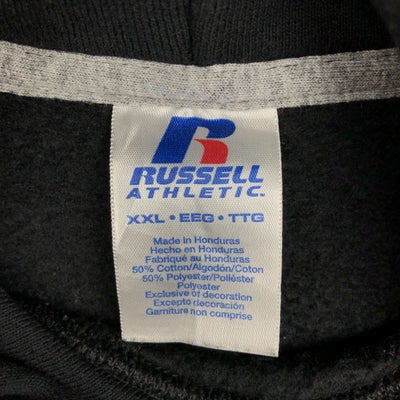 R
RUSSELL
ATHLETIC
XXL • EEG • TTG
Made in Honduras
Hecho en Honduras
Fabriqué au Honduras
50% Cotton/Algodón/Coton
50% Polyester/Poliéster
Polyester
Exclusive of decoration
Excepto decoración
Garniture non comprise